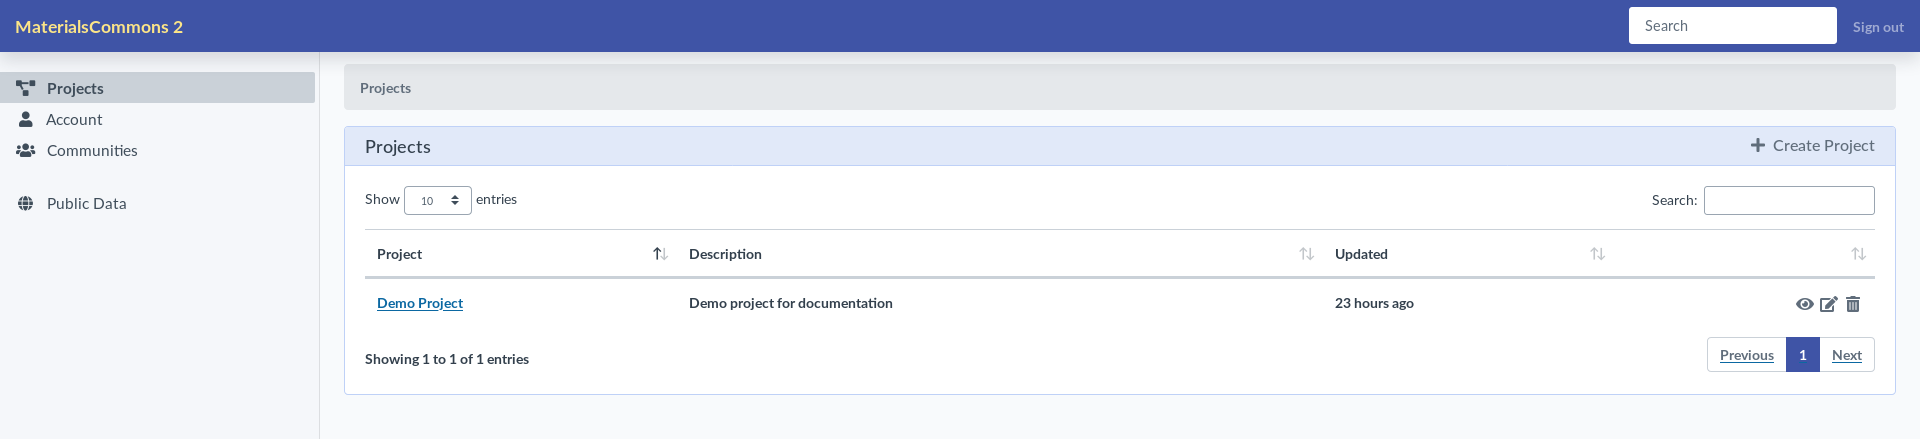 MaterialsCommons 2
Search
Sign out
Projects
Account
Communities
Public Data
Projects
Projects
Create Project
Show 10 entries
Search:
Project Description Updated
Demo Project Demo project for documentation 23 hours ago
Showing 1 to 1 of 1 entries
Previous 1 Next